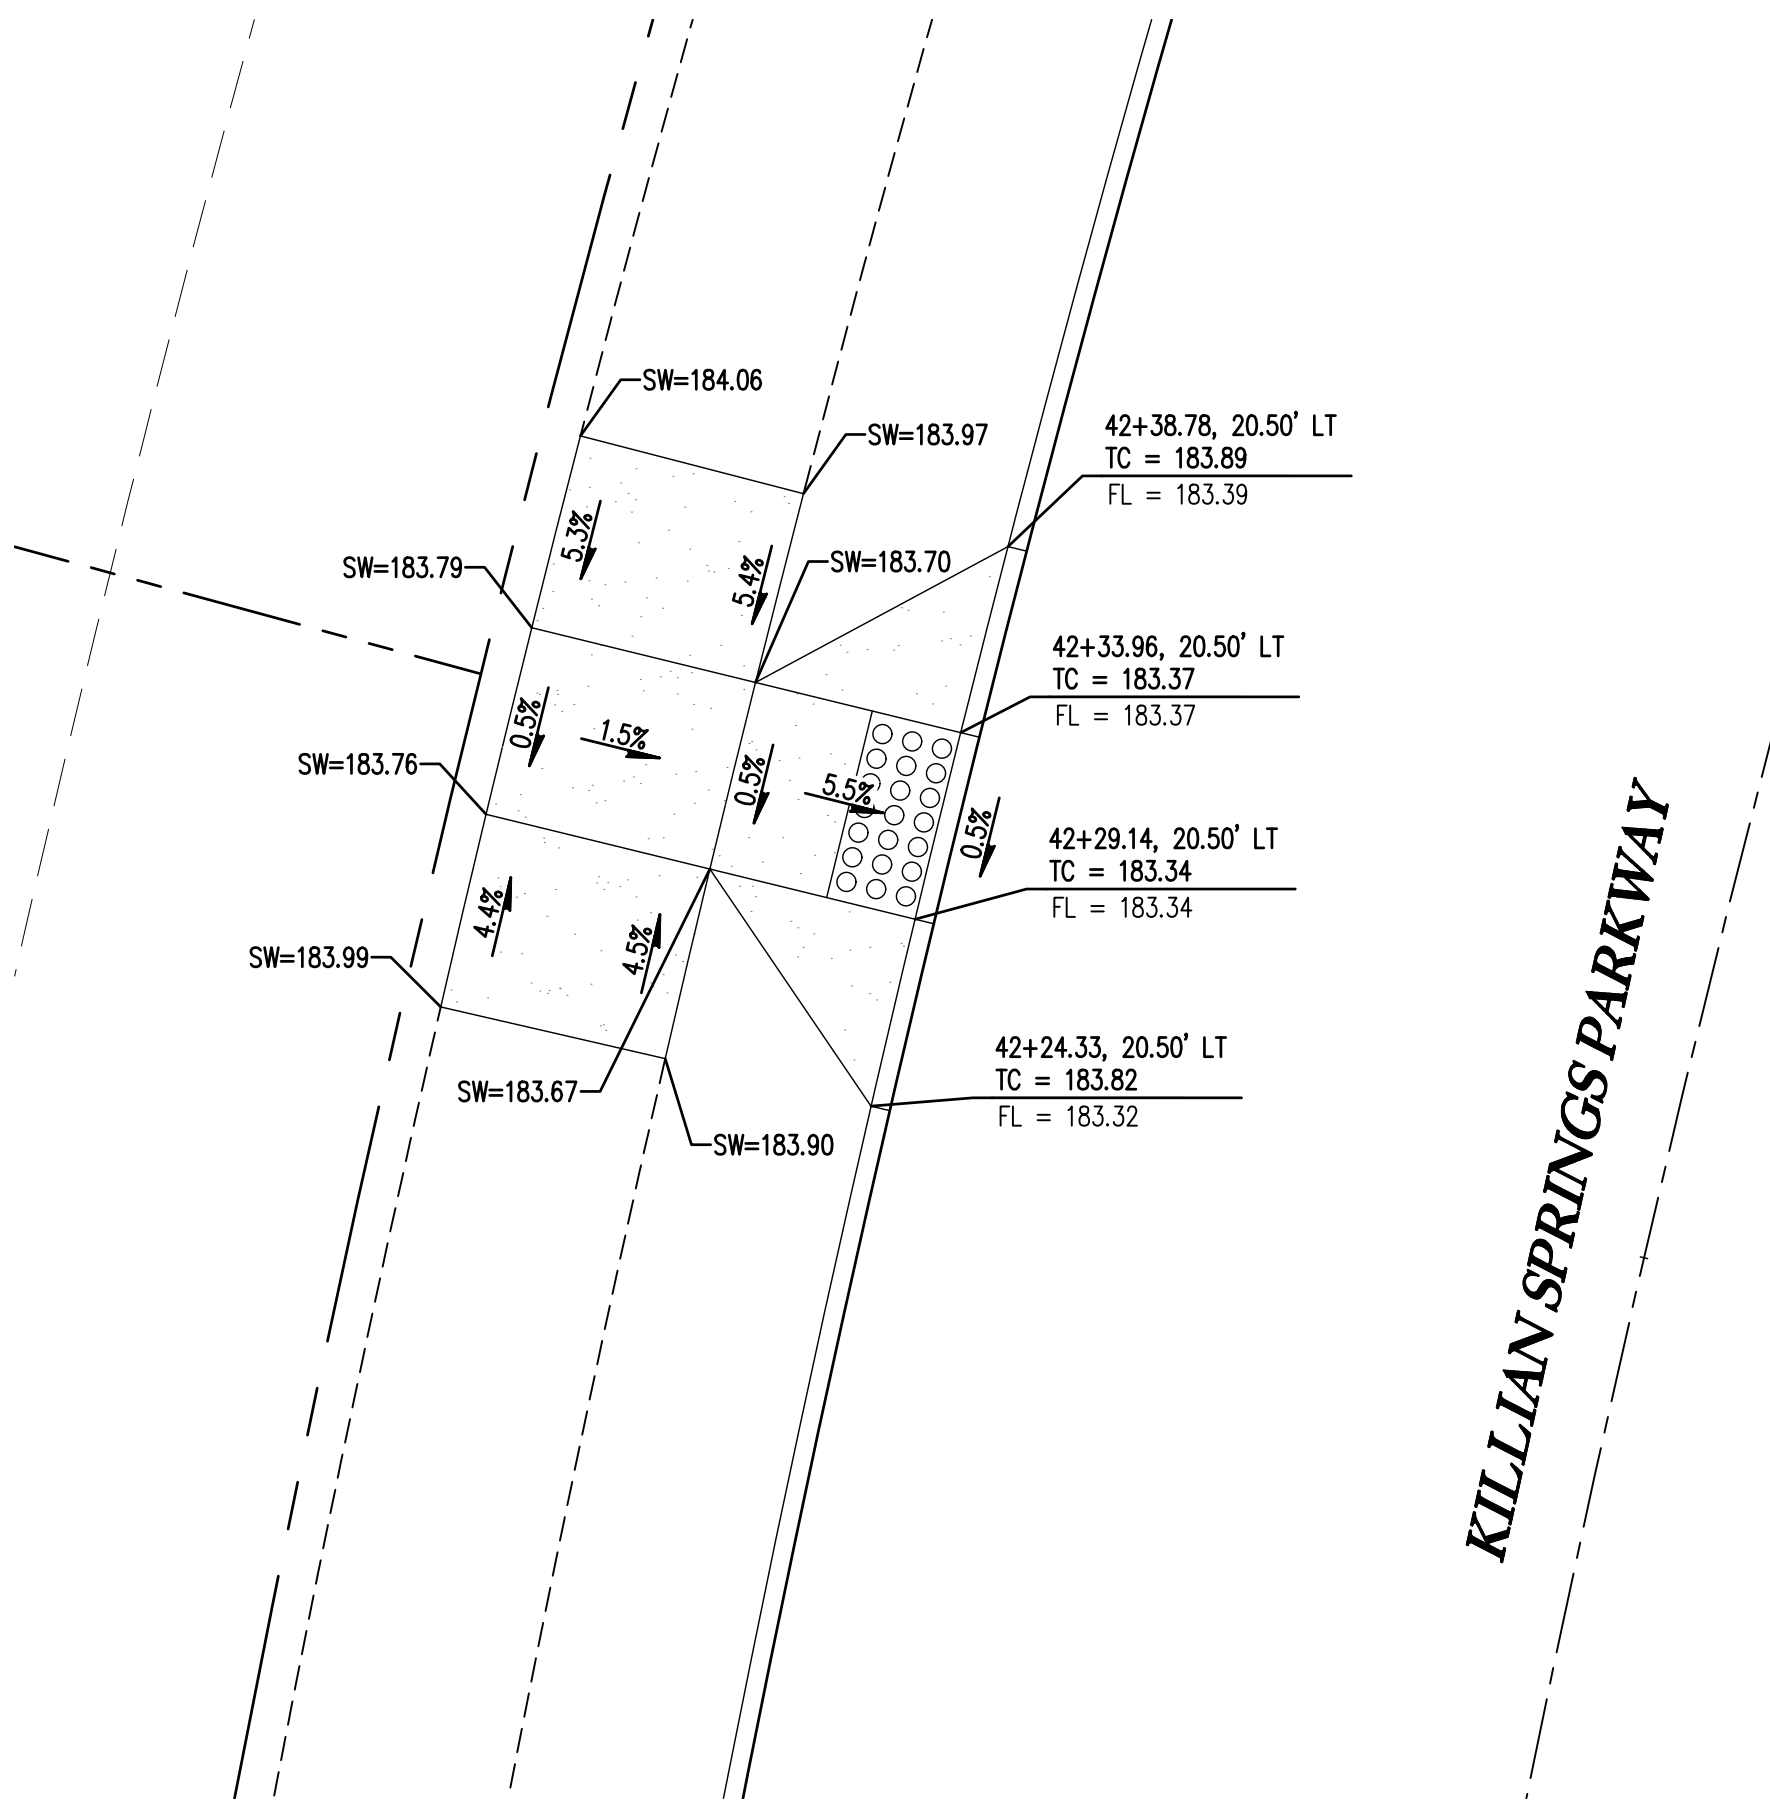 SW=184.06
SW=183.97
42+38.78, 20.50' LT
TC = 183.89
FL = 183.39
5.3%
5.4%
SW=183.79
SW=183.70
42+33.96, 20.50' LT
TC = 183.37
FL = 183.37
0.5%
1.5%
SW=183.76
0.5%
5.5%
0.5%
42+29.14, 20.50' LT
TC = 183.34
FL = 183.34
4.4%
4.5%
SW=183.99
42+24.33, 20.50' LT
TC = 183.82
FL = 183.32
SW=183.67
SW=183.90
KILLIAN SPRINGS PARKWAY